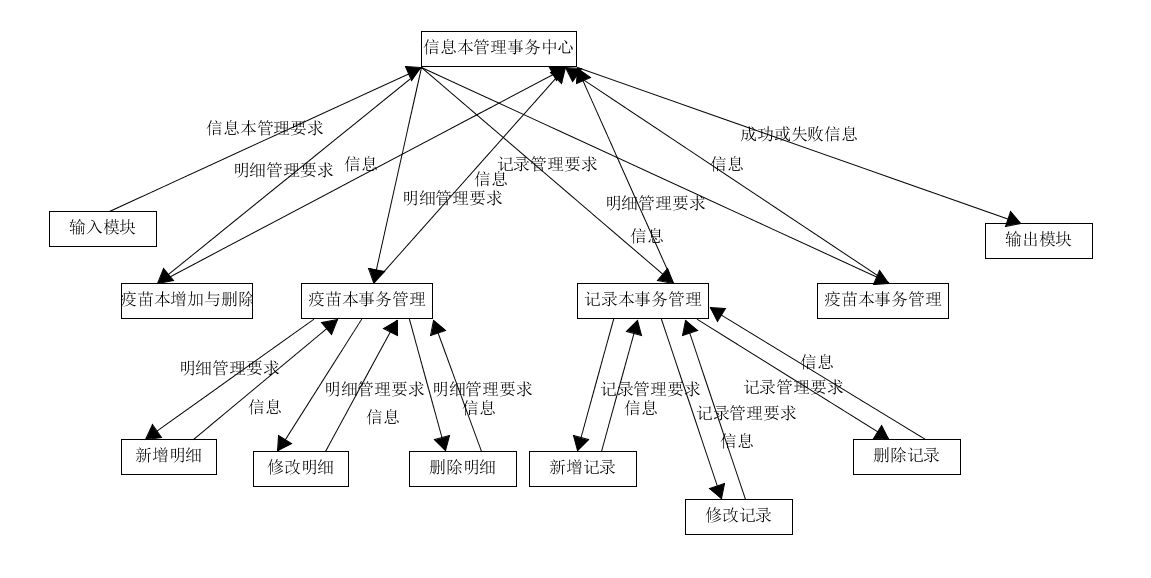 信息本管理事务中心
信息本管理要求
成功或失败信息
明细管理要求
信息
记录管理要求
信息
信息
明细管理要求
明细管理要求
输入模块
信息
输出模块
疫苗本增加与删除
疫苗本事务管理
记录本事务管理
疫苗本事务管理
明细管理要求
信息
明细管理要求
明细管理要求
记录管理要求
记录管理要求
信息
信息
信息
信息
记录管理要求
信息
新增明细
修改明细
删除明细
新增记录
删除记录
修改记录